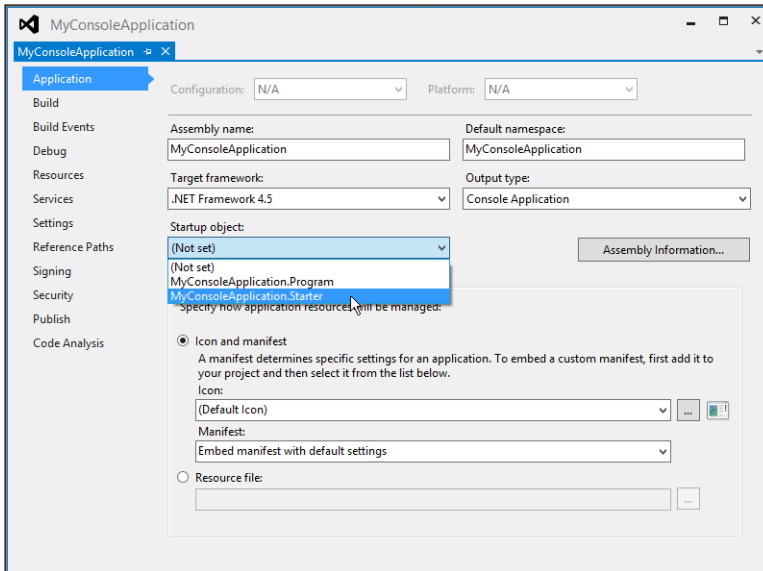 MyConsoleApplication
MyConsoleApplication
Application
Build
Build Events
Debug
Resources
Services
Settings
Reference Paths
Signing
Security
Publish
Code Analysis
Configuration: N/A Platform: N/A
Assembly name: Default namespace:
MyConsoleApplication MyConsoleApplication
Target framework: Output type:
.NET Framework 4.5 Console Application
Startup object:
(Not set) Assembly Information...
(Not set)
MyConsoleApplication.Program
MyConsoleApplication.Starter
Specify how application resources will be managed:
Icon and manifest
A manifest determines specific settings for an application. To embed a custom manifest, first add it to
your project and then select it from the list below.
Icon:
(Default Icon) ...
Manifest:
Embed manifest with default settings
Resource file:
...